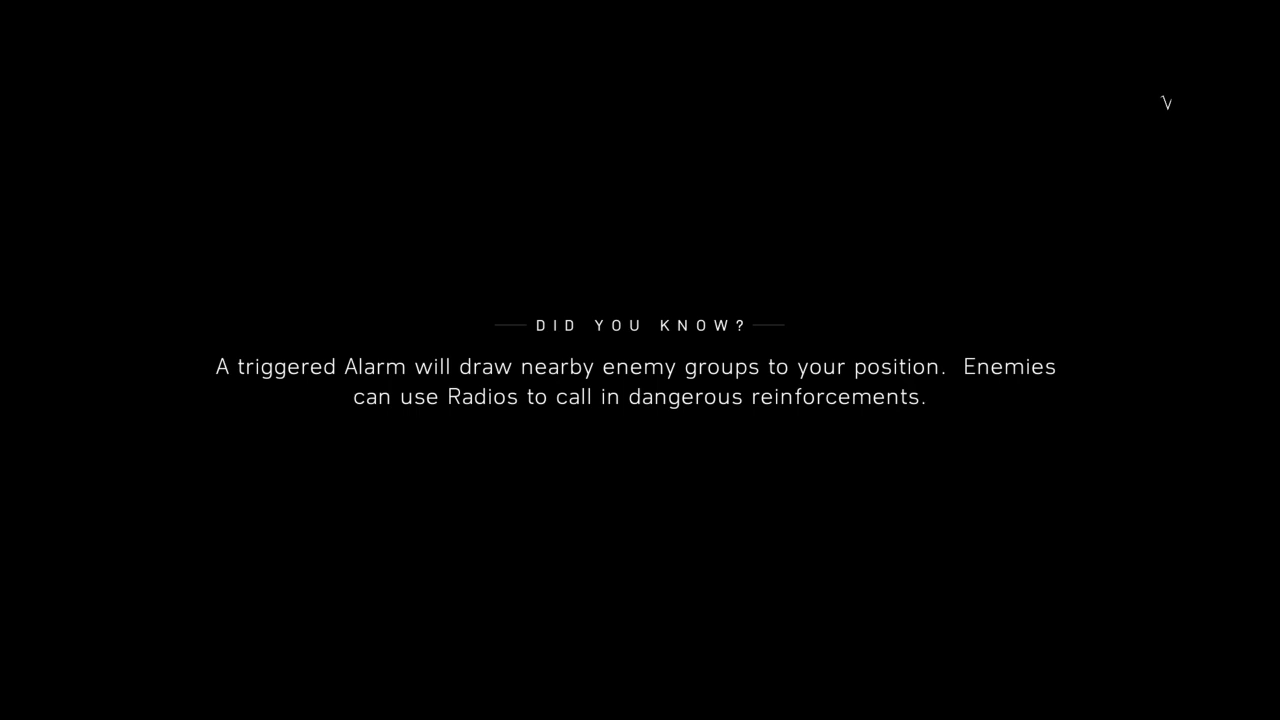 DID YOU KNOW?
A triggered Alarm will draw nearby enemy groups to your position.  Enemies
can use Radios to call in dangerous reinforcements.